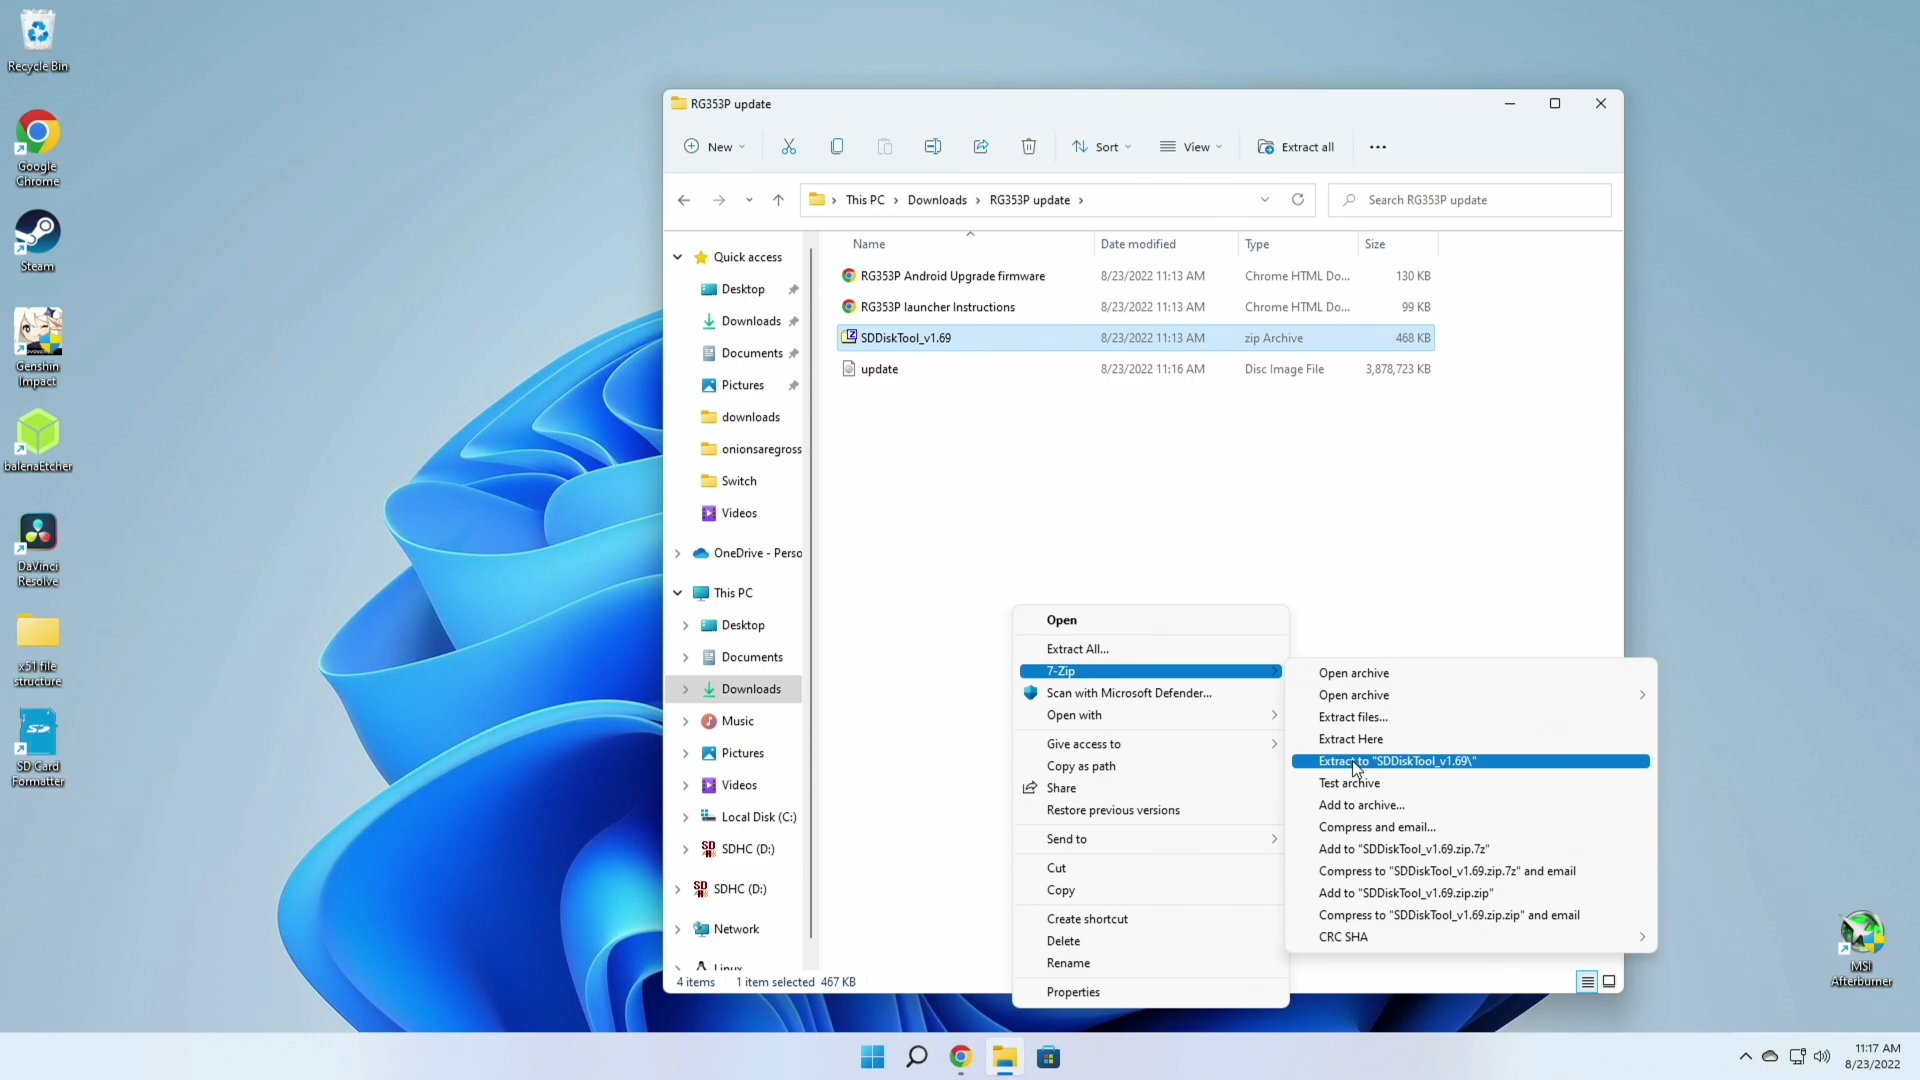 Recycle Bin
Google
Chrome
Steam
Genshin
Impact
balenaEtcher
DaVinci
Resolve
x51 file
structure
SD Card
Formatter
RG353P update
New
Sort
View
Extract all
This PC
Downloads
RG353P update
Search RG353P update
Name
Date modified
Type
Size
Quick access
Desktop
Downloads
Documents
Pictures
downloads
onionsaregross
Switch
Videos
OneDrive - Perso
This PC
Desktop
Documents
Downloads
Music
Pictures
Videos
Local Disk (C:)
SDHC (D:)
SDHC (D:)
Network
Linux
RG353P Android Upgrade firmware 8/23/2022 11:13 AM Chrome HTML Do... 130 KB
RG353P launcher Instructions 8/23/2022 11:13 AM Chrome HTML Do... 99 KB
SDDiskTool_v1.69 8/23/2022 11:13 AM zip Archive 468 KB
update 8/23/2022 11:16 AM Disc Image File 3,878,723 KB
Open
Extract All...
7-Zip
Scan with Microsoft Defender...
Open with
Give access to
Copy as path
Share
Restore previous versions
Send to
Cut
Copy
Create shortcut
Delete
Rename
Properties
Open archive
Open archive
Extract files...
Extract Here
Extract to "SDDiskTool_v1.69\"
Test archive
Add to archive...
Compress and email...
Add to "SDDiskTool_v1.69.zip.7z"
Compress to "SDDiskTool_v1.69.zip.7z" and email
Add to "SDDiskTool_v1.69.zip.zip"
Compress to "SDDiskTool_v1.69.zip.zip" and email
CRC SHA
4 items 1 item selected 467 KB
MSI
Afterburner
11:17 AM
8/23/2022